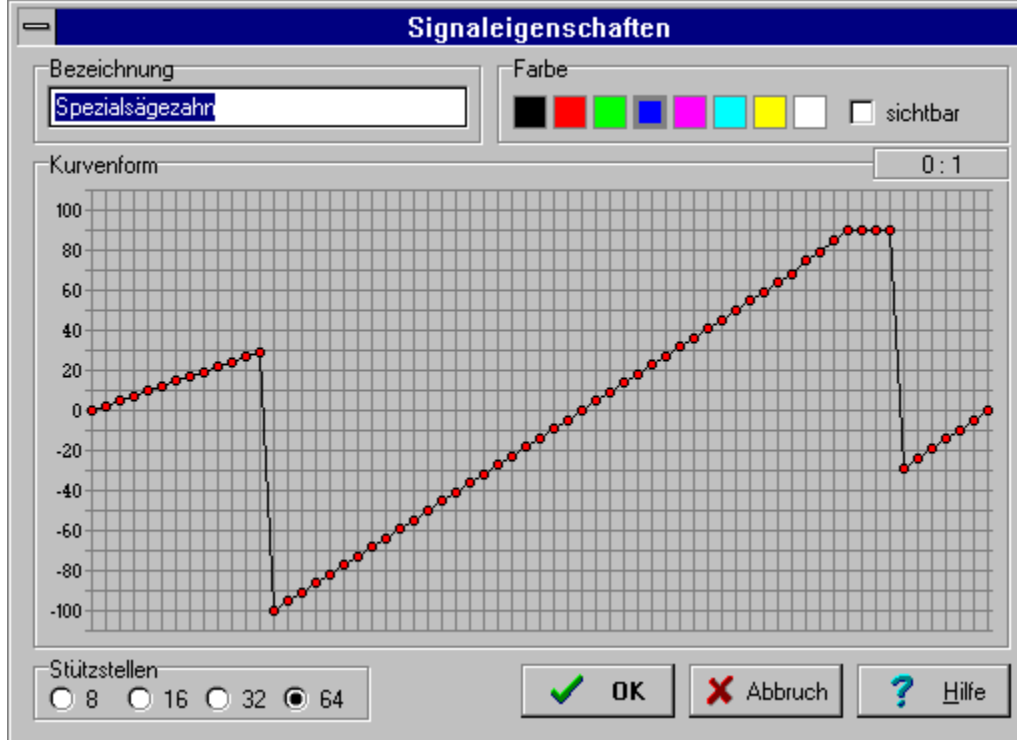 Signaleigenschaften
Bezeichnung
Spezialsägezahn
Farbe
sichtbar
Kurvenform
0 : 1
100
80
60
40
20
0
-20
-40
-60
-80
-100
Stützstellen
8 16 32 64
OK
Abbruch
Hilfe